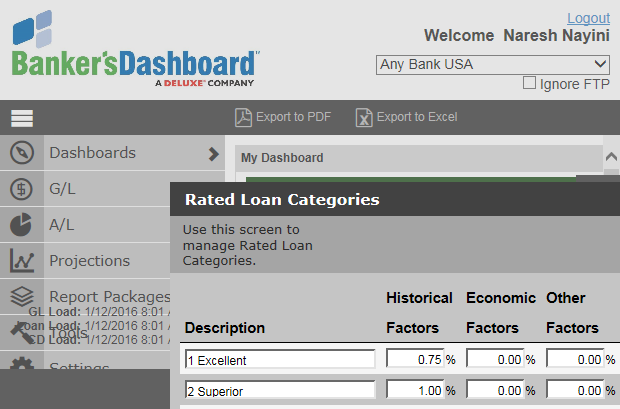 Logout
Welcome Naresh Nayini
Banker'sDashboard™
A DELUXE® COMPANY
Any Bank USA
Ignore FTP
Export to PDF
Export to Excel
Dashboards
My Dashboard
G/L
A/L
Projections
Report Packages
GL Load: 1/12/2016 8:01
Loan Load: 1/12/2016 8:01
Tools
CD Load: 1/12/2016 8:01
Settings
Rated Loan Categories
Use this screen to
manage Rated Loan
Categories.
Historical Economic Other
Description Factors Factors Factors
1 Excellent 0.75 % 0.00 % 0.00 %
2 Superior 1.00 % 0.00 % 0.00 %